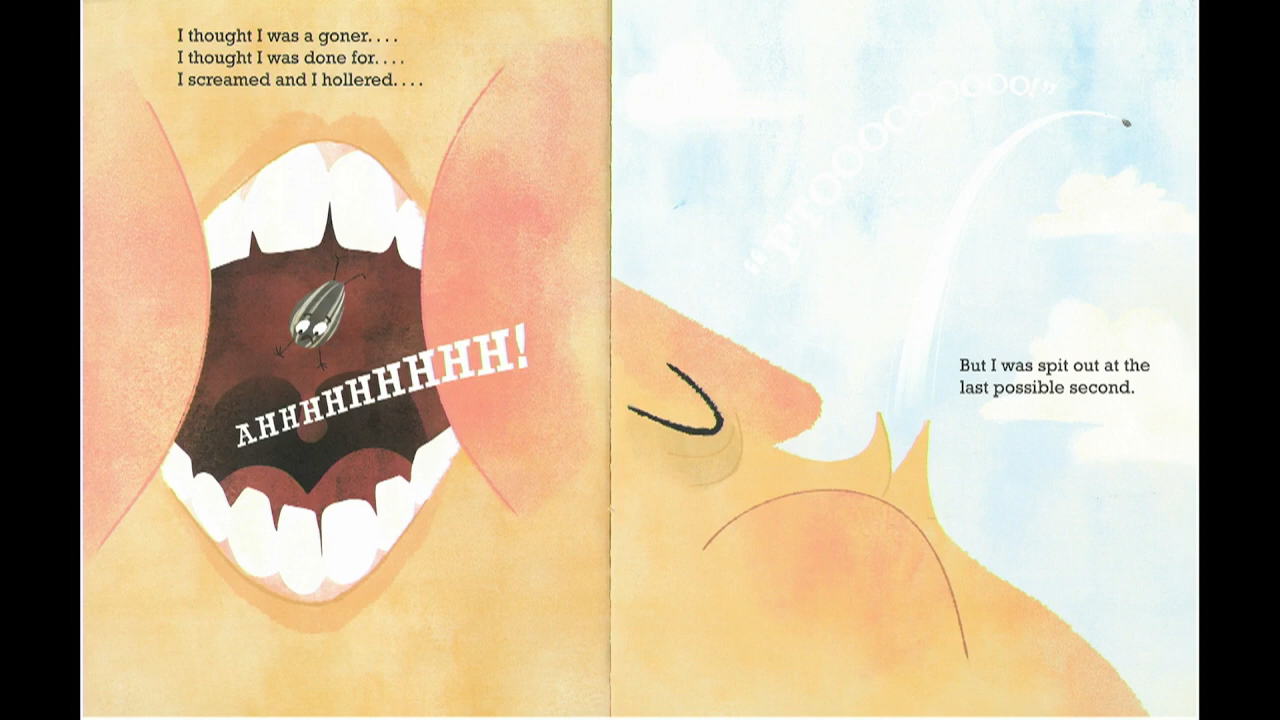 I thought I was a goner. . . .
I thought I was done for. . . .
I screamed and I hollered. . . .
AHHHHHHHHH!
But I was spit out at the
last possible second.